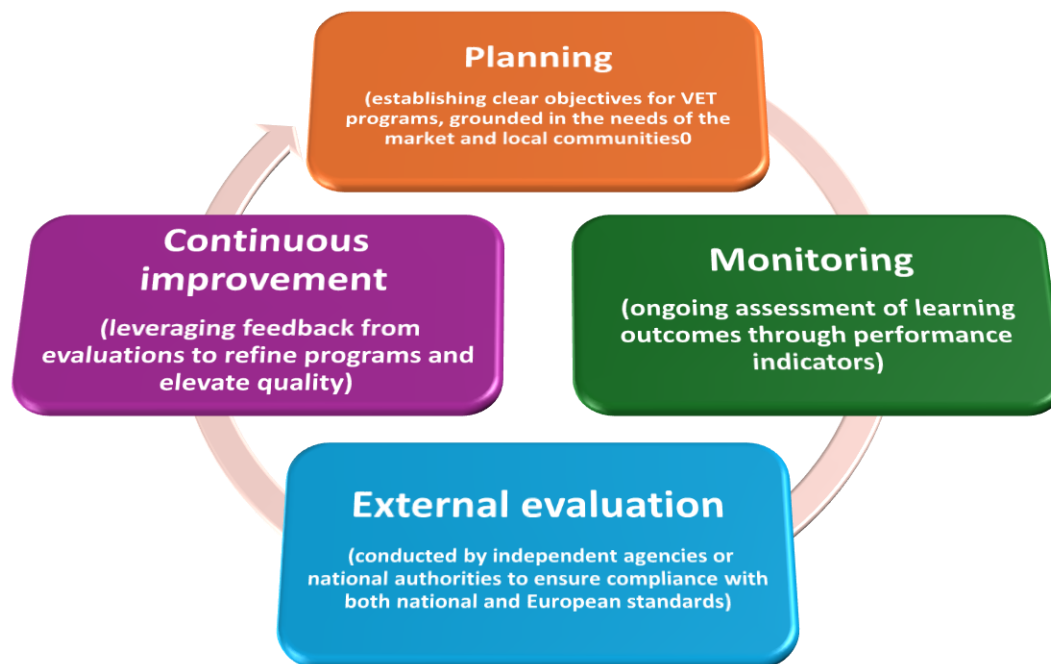 Planning
(establishing clear objectives for VET
programs, grounded in the needs of the
market and local communities0
Monitoring
(ongoing assessment of learning
outcomes through performance
indicators)
External evaluation
(conducted by independent agencies or
national authorities to ensure compliance with
both national and European standards)
Continuous
improvement
(leveraging feedback from
evaluations to refine programs and
elevate quality)